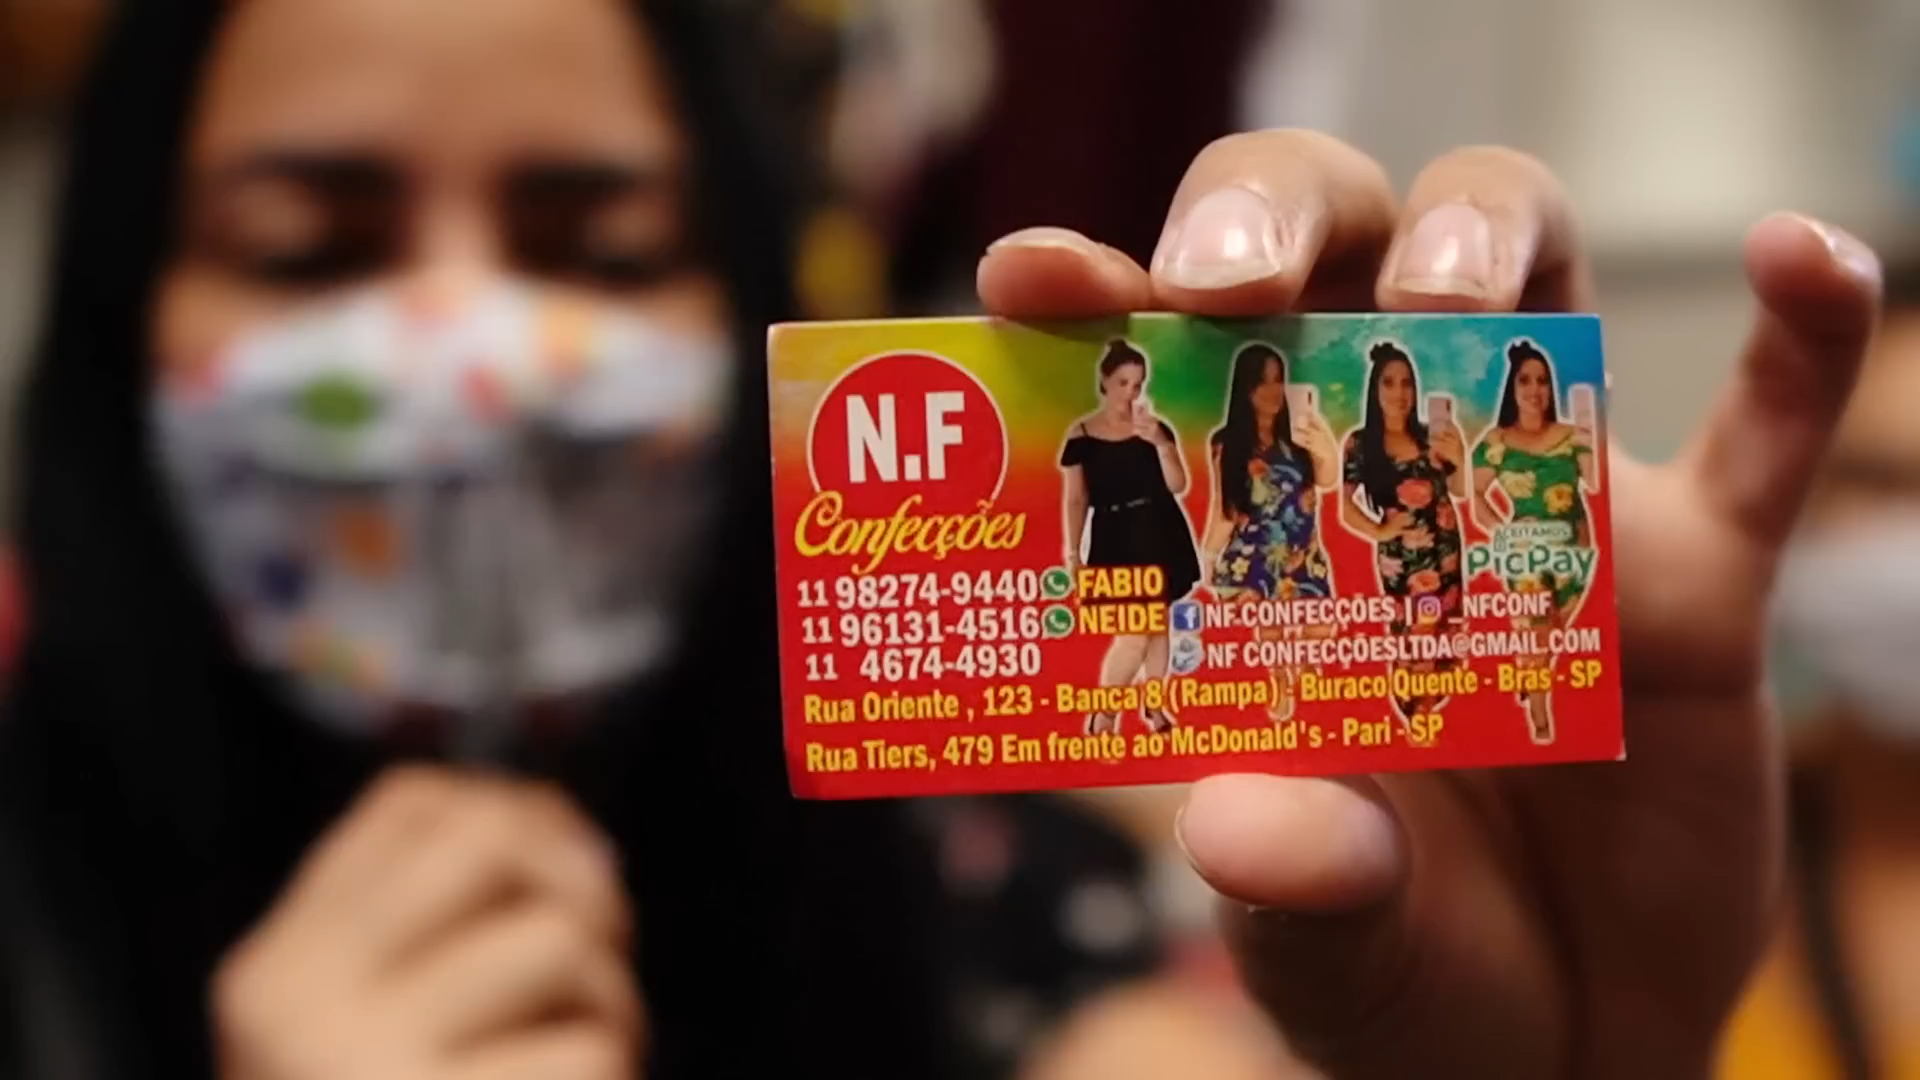 N.F
Confecções
ACEITAMOS
PicPay
11 98274-9440 FABIO
11 96131-4516 NEIDE
11 4674-4930
NF CONFECÇÕES | _NFCONF
NF CONFECÇÕESLTDA@GMAIL.COM
Rua Oriente , 123 - Banca 8 (Rampa) - Buraco Quente - Bras - SP
Rua Tiers, 479 Em frente ao McDonald's - Pari - SP